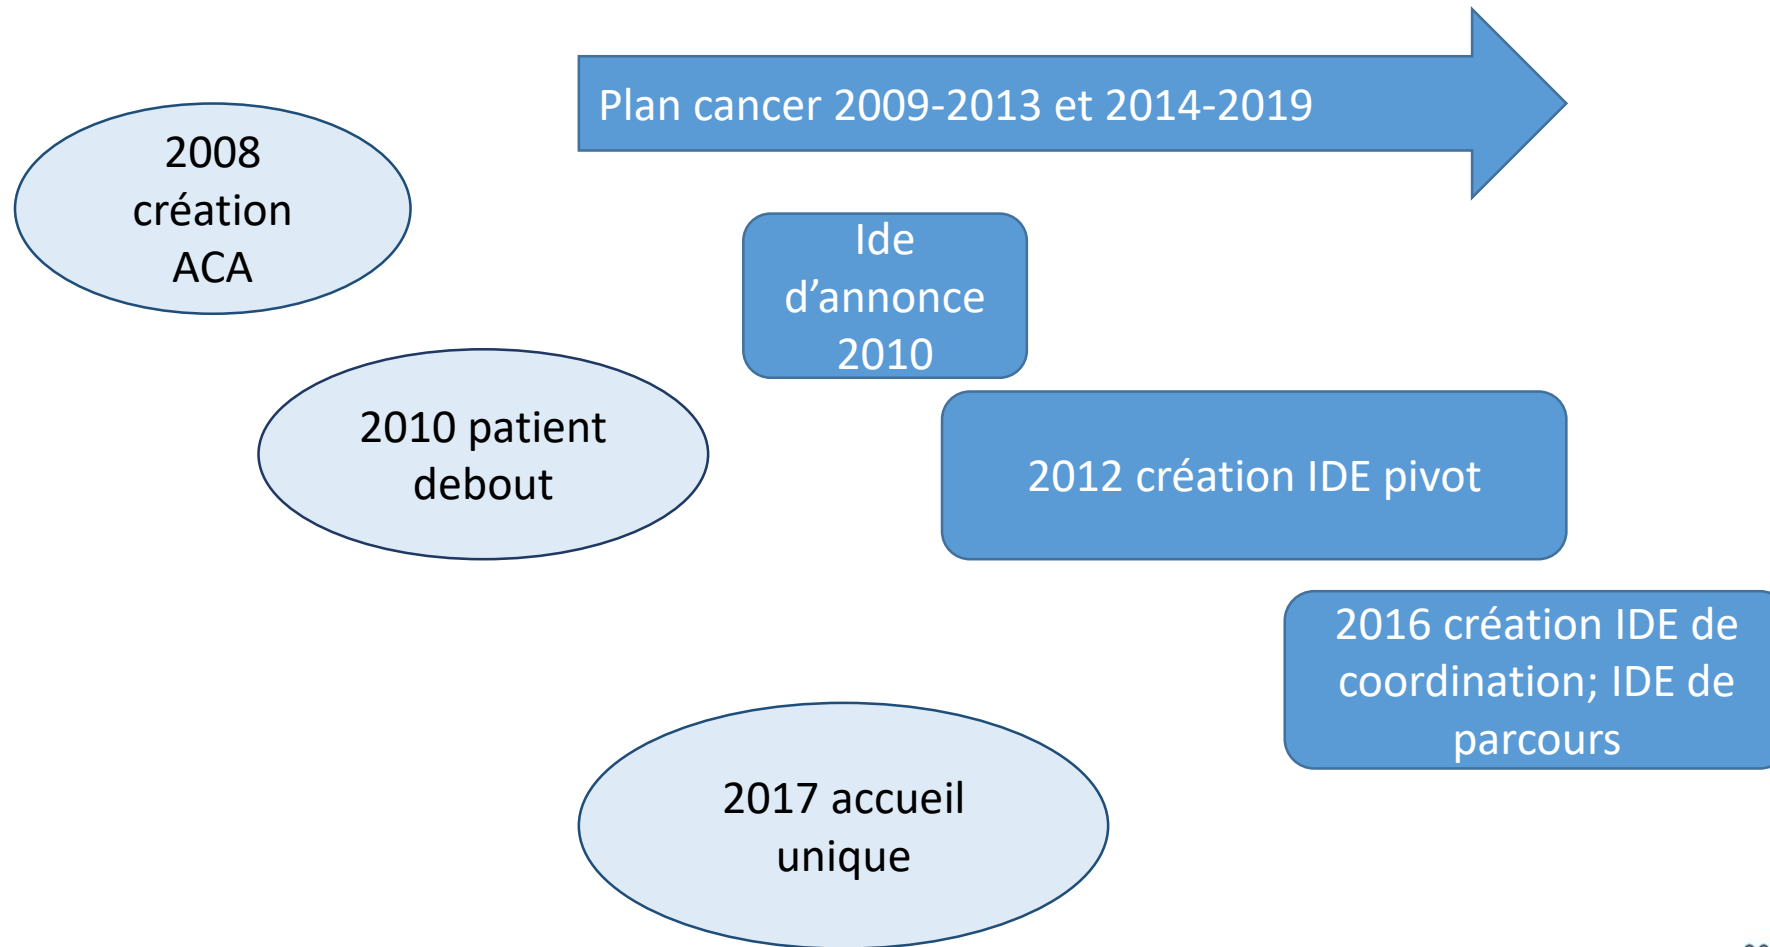 Plan cancer 2009-2013 et 2014-2019
2008
création
ACA
Ide
d’annonce
2010
2010 patient
debout
2012 création IDE pivot
2016 création IDE de
coordination; IDE de
parcours
2017 accueil
unique